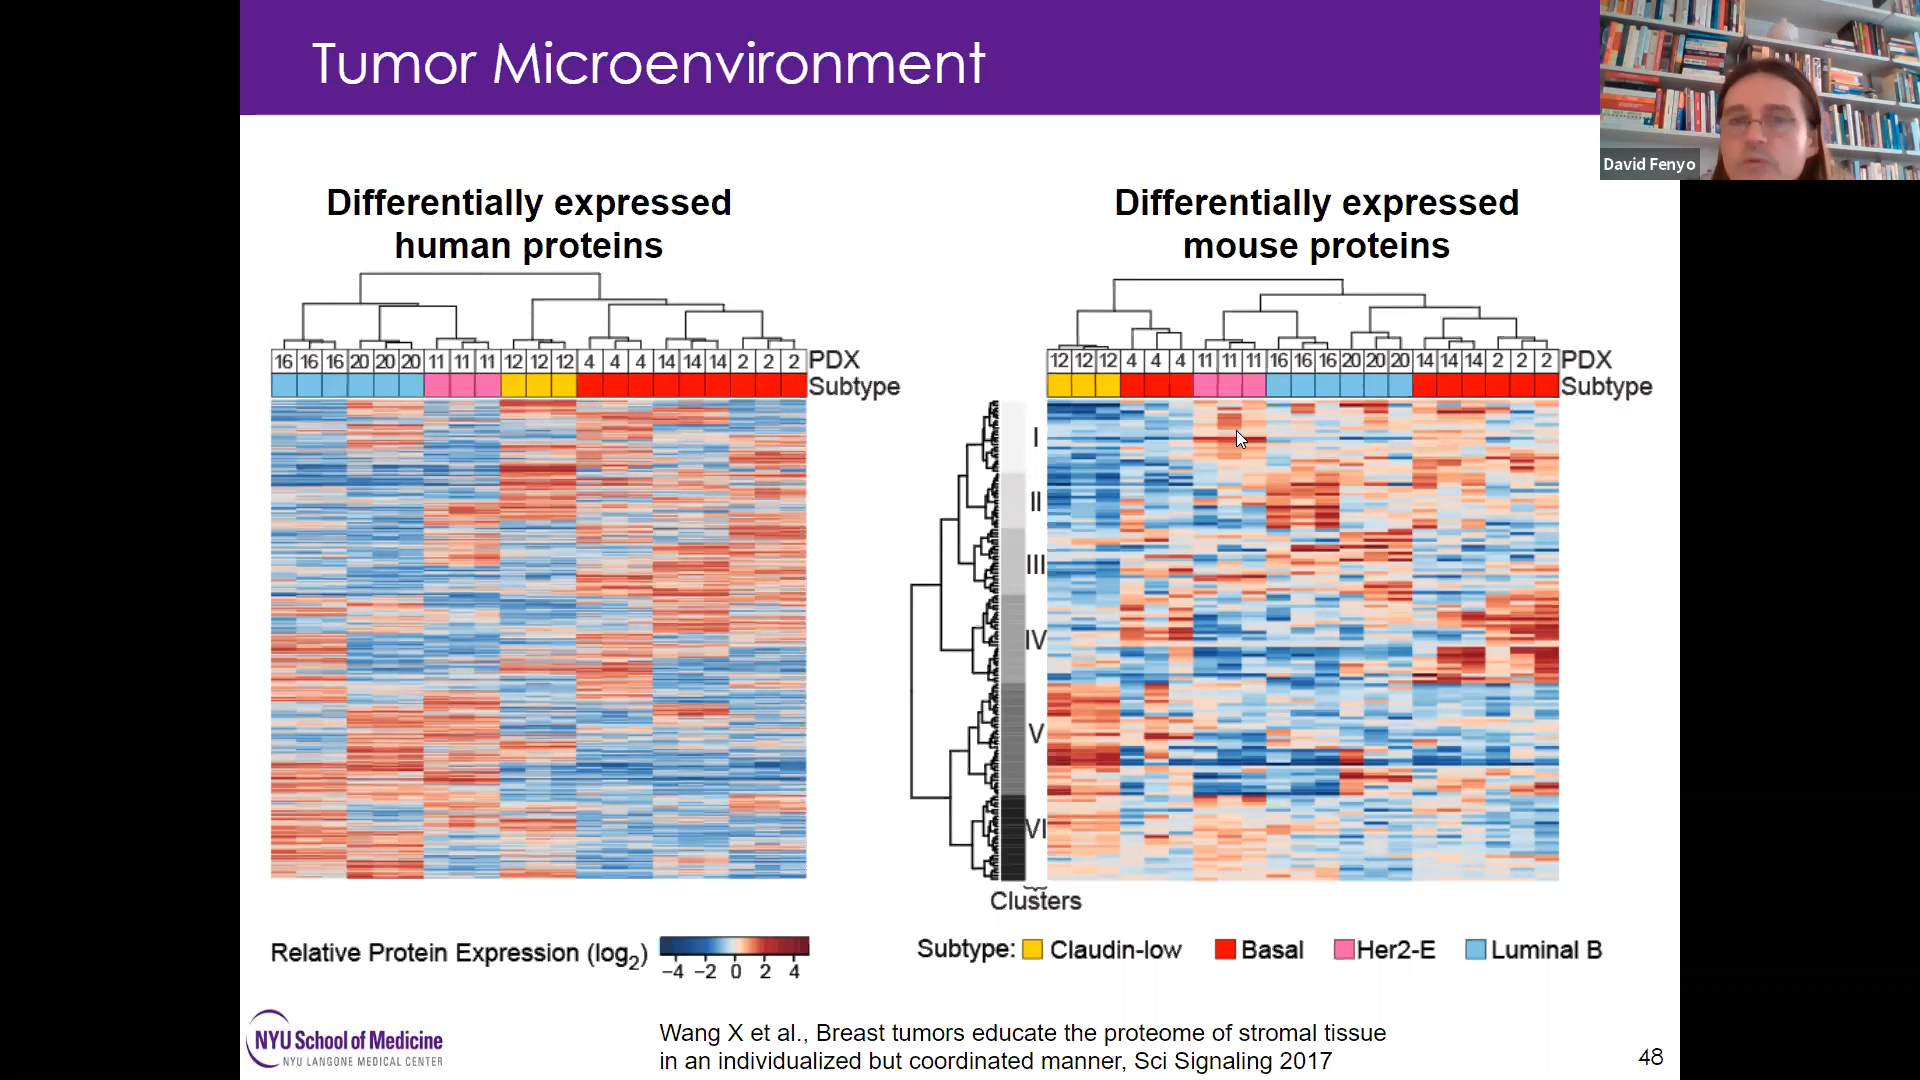 Tumor Microenvironment
David Fenyo
Differentially expressed
human proteins
16 16 16 20 20 20 11 11 11 12 12 12 4 4 4 14 14 14 2 2 2 PDX
Subtype
Relative Protein Expression (log2)
−4 −2 0 2 4
Differentially expressed
mouse proteins
12 12 12 4 4 4 11 11 11 16 16 16 20 20 20 14 14 14 2 2 2 PDX
Subtype
I
II
III
IV
V
VI
Clusters
Subtype: Claudin-low Basal Her2-E Luminal B
NYU School of Medicine
NYU LANGONE MEDICAL CENTER
Wang X et al., Breast tumors educate the proteome of stromal tissue
in an individualized but coordinated manner, Sci Signaling 2017
48